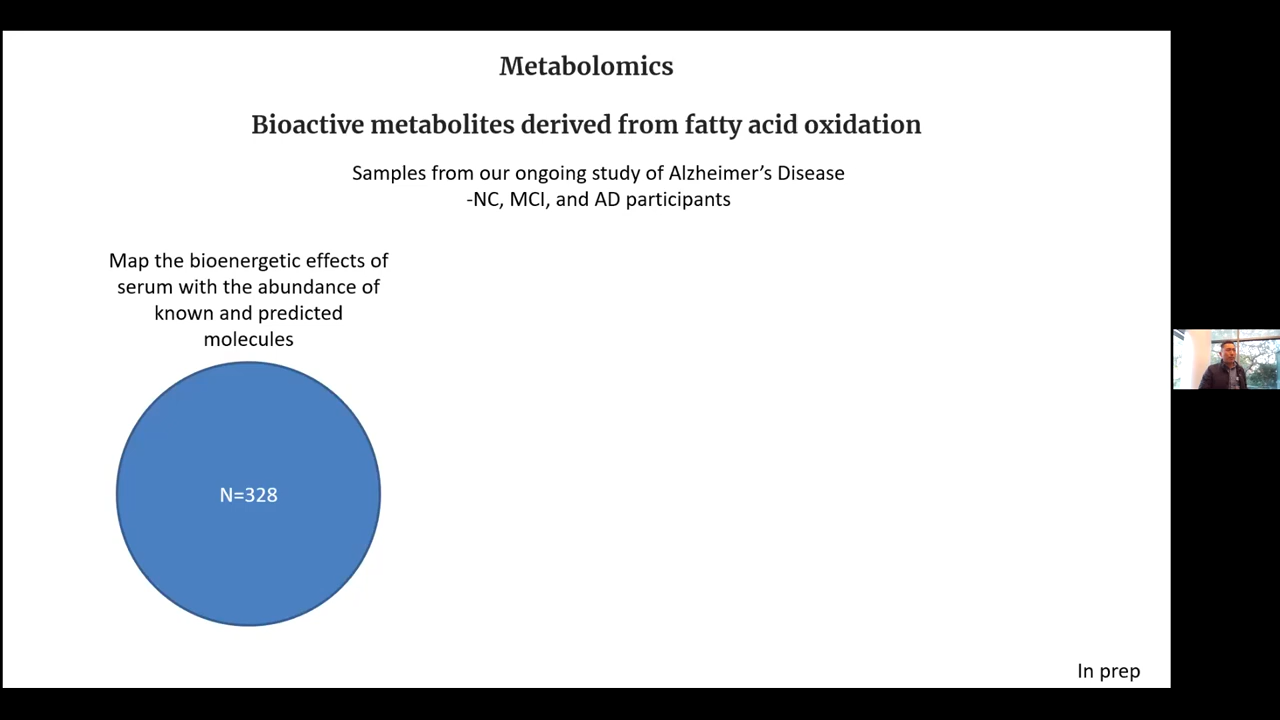 Metabolomics
Bioactive metabolites derived from fatty acid oxidation
Samples from our ongoing study of Alzheimer’s Disease
-NC, MCI, and AD participants
Map the bioenergetic effects of
serum with the abundance of
known and predicted
molecules
N=328
In prep